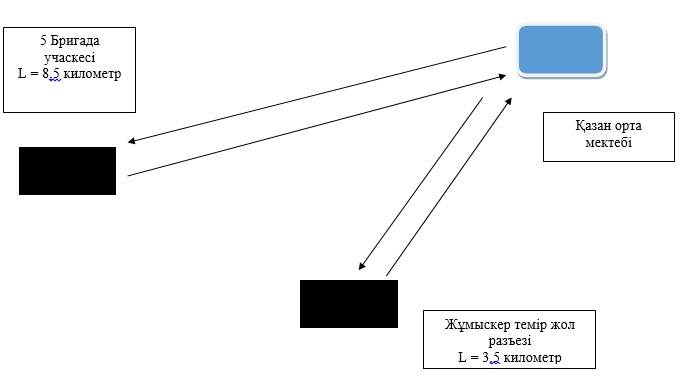 5 Бригада
учаскесі
L = 8,5 километр
Қазан орта
мектебі
Жұмыскер темір жол
разъезі
L = 3,5 километр